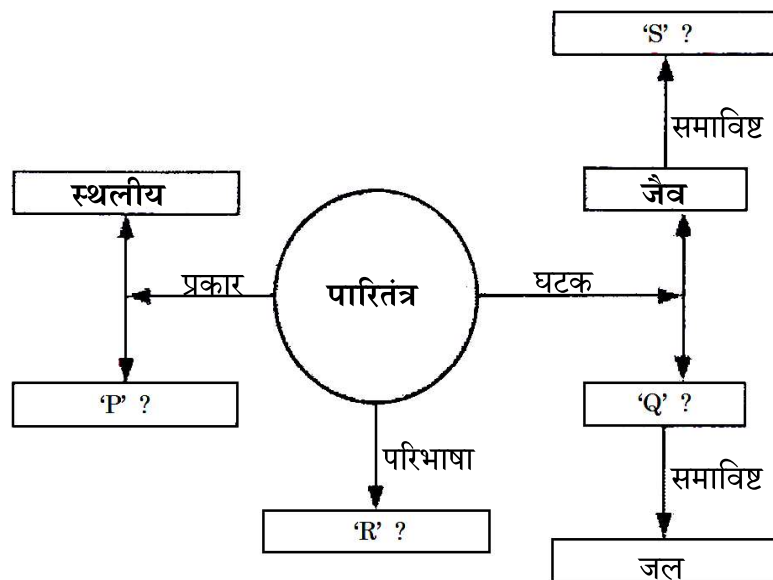 ‘S’ ?
समाविष्ट
स्थलीय
जैव
प्रकार
पारितंत्र
घटक
‘P’ ?
‘Q’ ?
परिभाषा
समाविष्ट
‘R’ ?
जल